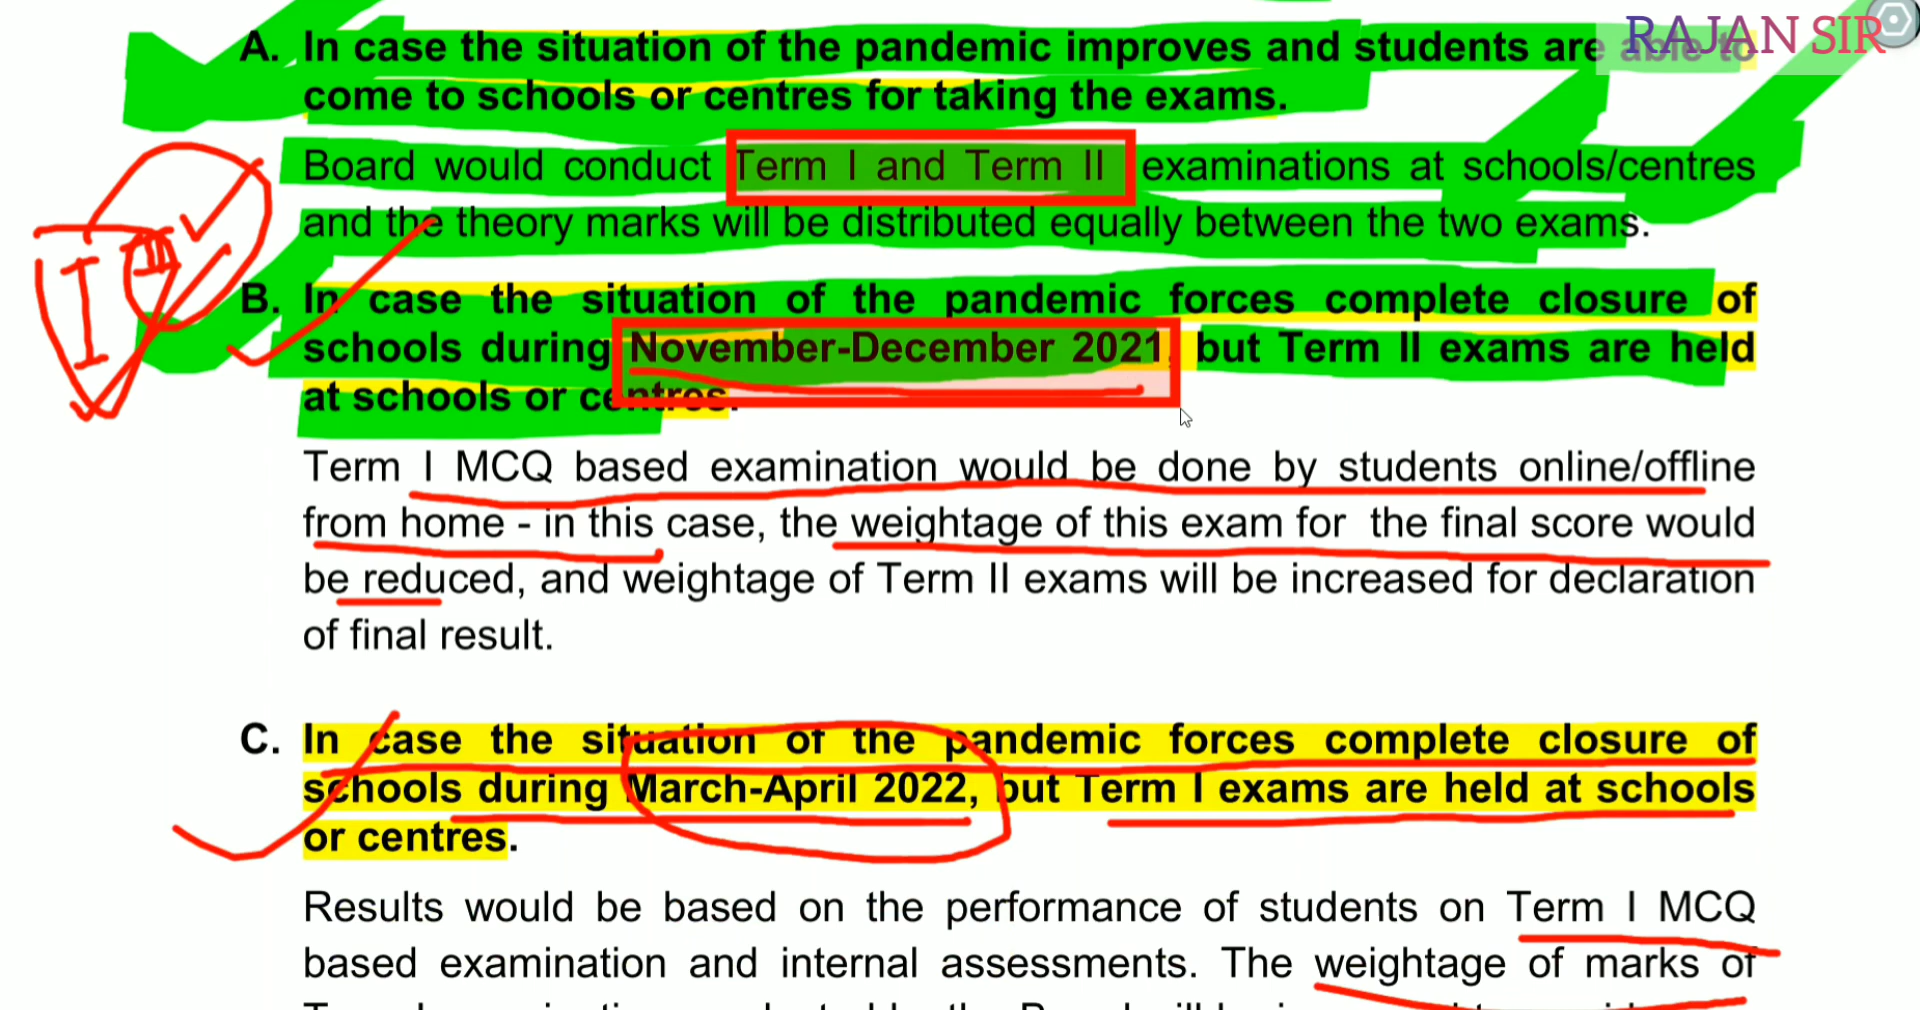 RAJAN SIR
A. In case the situation of the pandemic improves and students are able to
come to schools or centres for taking the exams.
Board would conduct Term I and Term II examinations at schools/centres
and the theory marks will be distributed equally between the two exams.
I II
B. In case the situation of the pandemic forces complete closure of
schools during November-December 2021, but Term II exams are held
at schools or centres.
Term I MCQ based examination would be done by students online/offline
from home - in this case, the weightage of this exam for the final score would
be reduced, and weightage of Term II exams will be increased for declaration
of final result.
C. In case the situation of the pandemic forces complete closure of
schools during March-April 2022, but Term I exams are held at schools
or centres.
Results would be based on the performance of students on Term I MCQ
based examination and internal assessments. The weightage of marks of